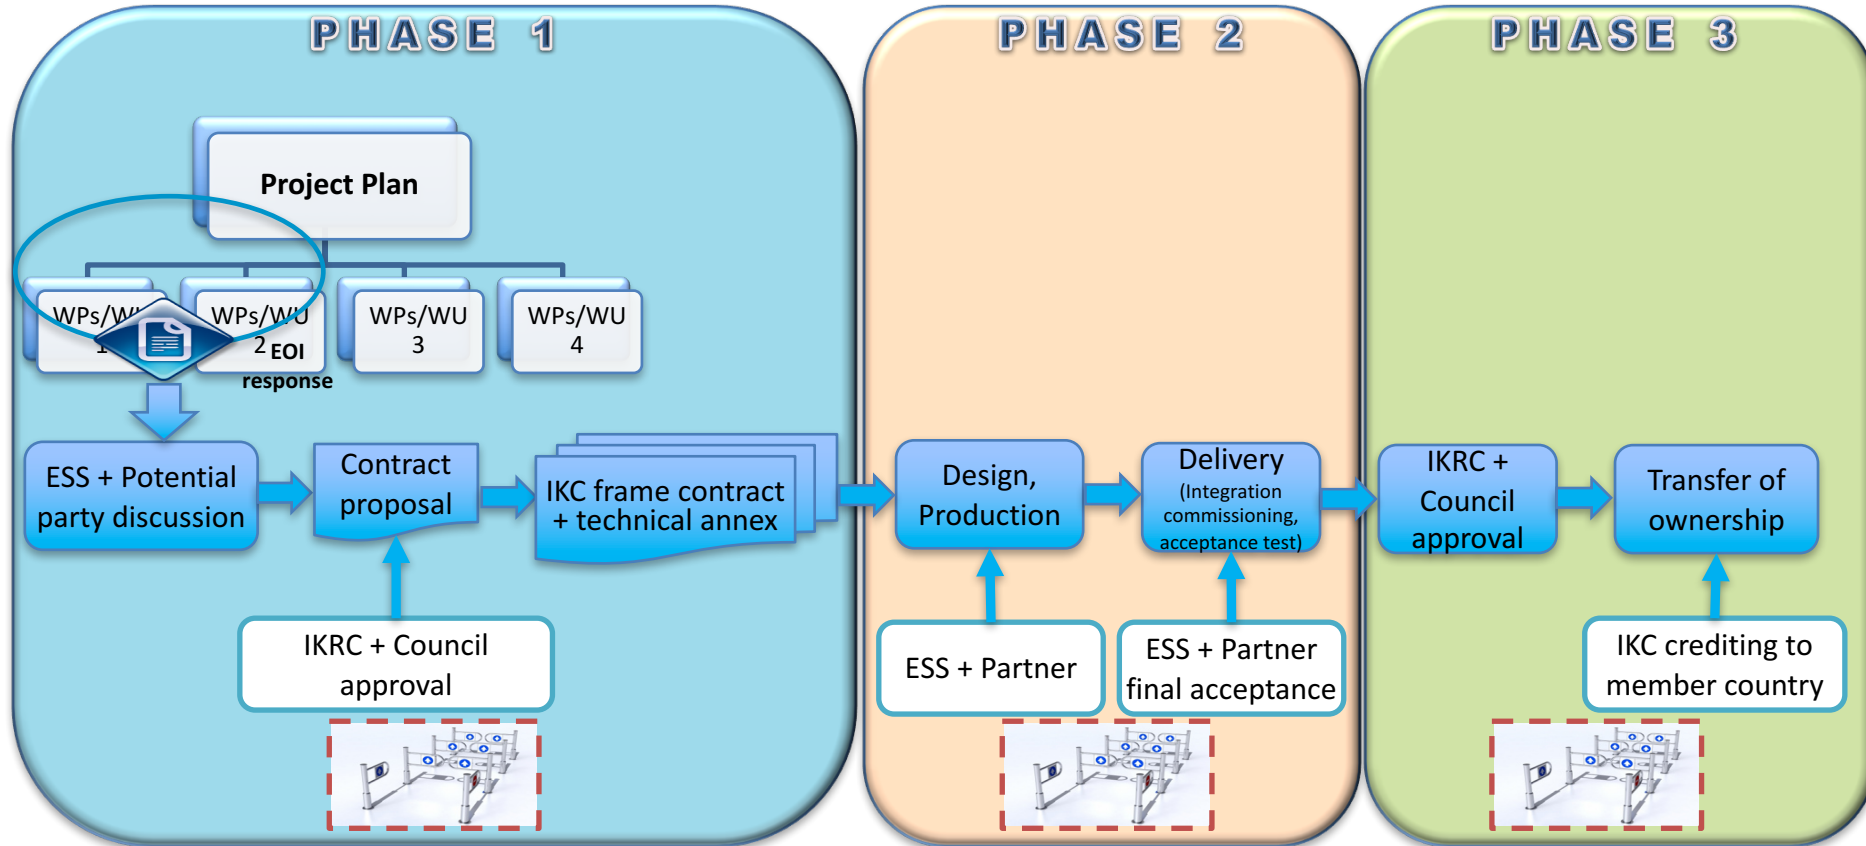 PHASE 1
PHASE 2
PHASE 3
Project Plan
WPs/WU
1
WPs/WU
2
WPs/WU
3
WPs/WU
4
EOI
response
ESS + Potential
party discussion
Contract
proposal
IKC frame contract
+ technical annex
Design,
Production
Delivery
(Integration
commissioning,
acceptance test)
IKRC +
Council
approval
Transfer of
ownership
IKRC + Council
approval
ESS + Partner
ESS + Partner
final acceptance
IKC crediting to
member country